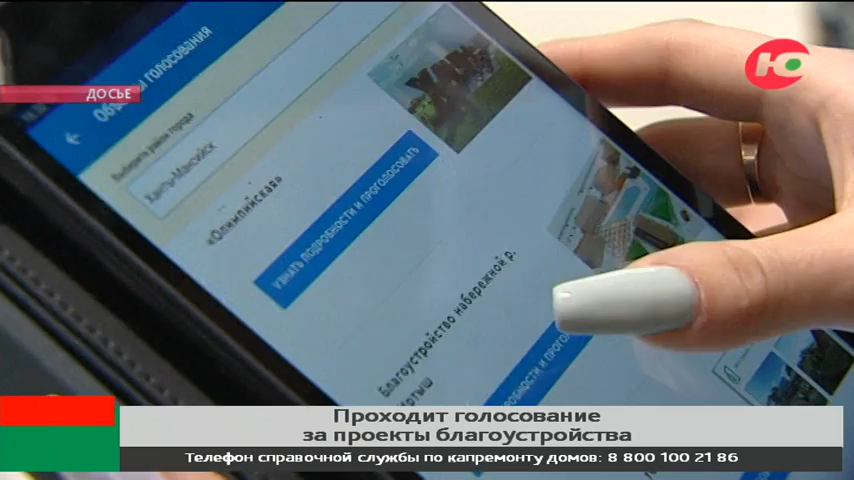 Ю
ДОСЬЕ
голосования
Выберите район города
Ханты-Мансийск
«Олимпийская»
УЗНАТЬ ПОДРОБНОСТИ И ПРОГОЛОСОВАТЬ
Благоустройство набережной р.
Иртыш
Проходит голосование
за проекты благоустройства
Телефон справочной службы по капремонту домов: 8 800 100 21 86